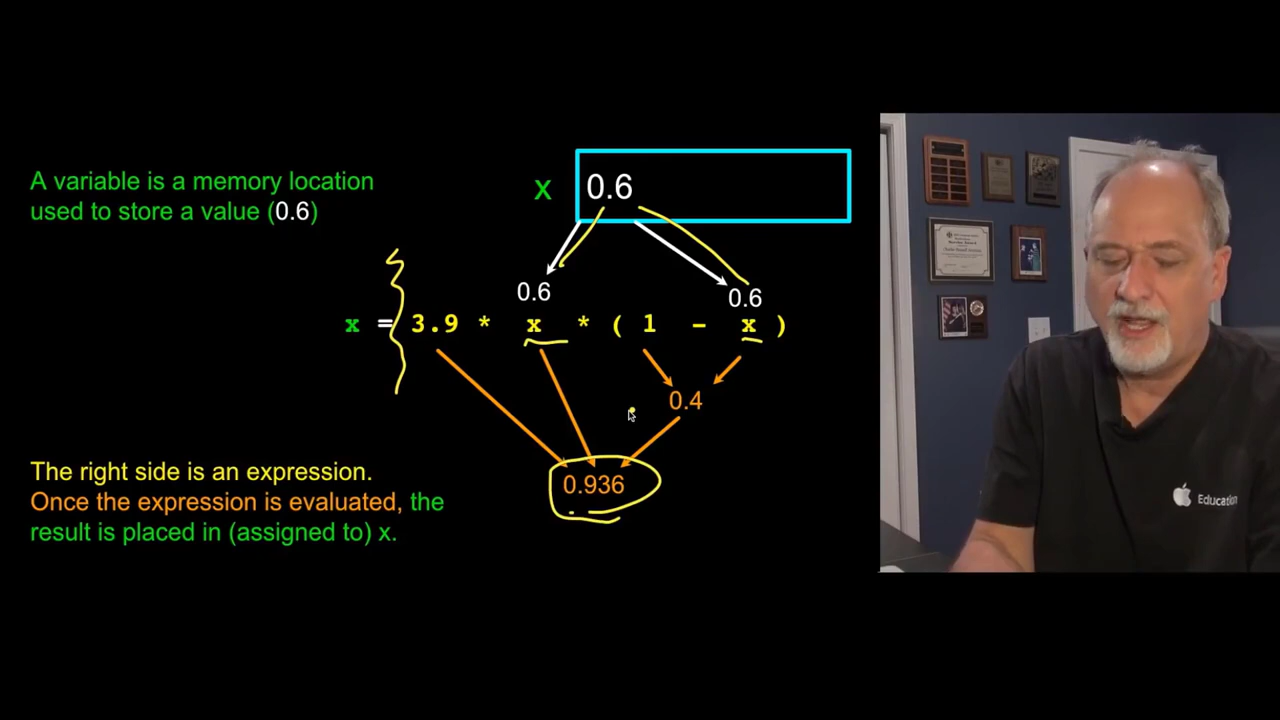 A variable is a memory location
used to store a value (0.6)
x 0.6
0.6 0.6
x = 3.9 * x * ( 1 - x )
0.4
0.936
The right side is an expression.
Once the expression is evaluated, the
result is placed in (assigned to) x.
Education